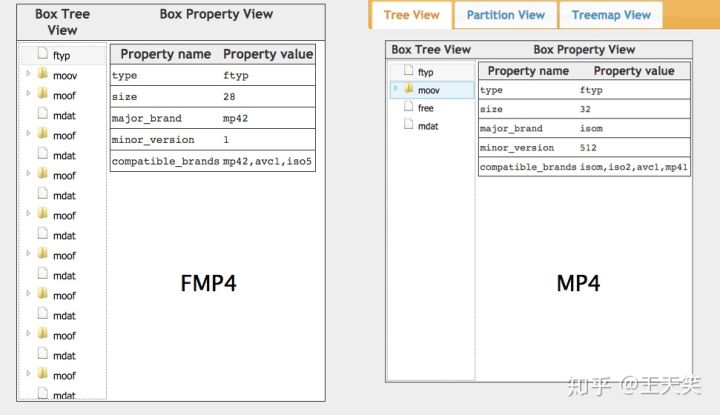 Box Tree View
Box Property View
ftyp
moov
moof
mdat
moof
mdat
moof
mdat
moof
mdat
moof
mdat
moof
mdat
moof
mdat
moof
mdat
moof
mdat
Property name Property value
type ftyp
size 28
major_brand mp42
minor_version 1
compatible_brands mp42,avc1,iso5
FMP4
Tree View
Partition View
Treemap View
Box Tree View
Box Property View
ftyp
moov
free
mdat
Property name Property value
type ftyp
size 32
major_brand isom
minor_version 512
compatible_brands isom,iso2,avc1,mp41
MP4
知乎 @王天笑